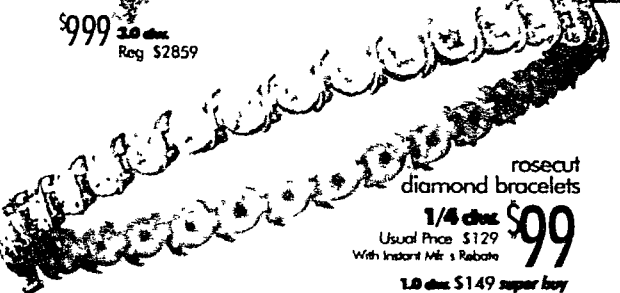 $999 3.0 ctw.
Reg $2859
rosecut
diamond bracelets
1/4 ctw. $99
Usual Price $129
With Instant Mfr s Rebate
1.0 ctw. $149 super buy